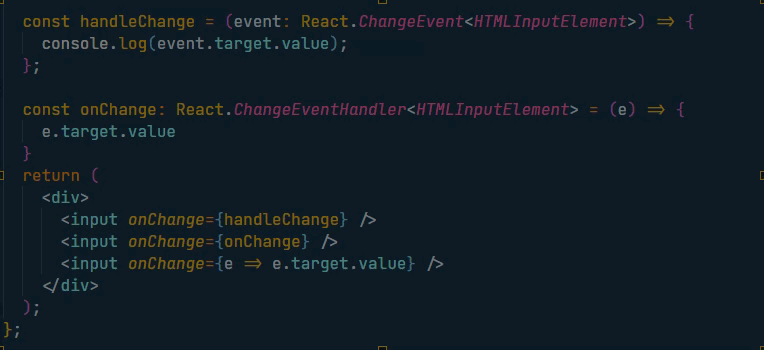 const handleChange = (event: React.ChangeEvent<HTMLInputElement>) => {
console.log(event.target.value);
};
const onChange: React.ChangeEventHandler<HTMLInputElement> = (e) => {
e.target.value
}
return (
<div>
<input onChange={handleChange} />
<input onChange={onChange} />
<input onChange={e => e.target.value} />
</div>
);
};